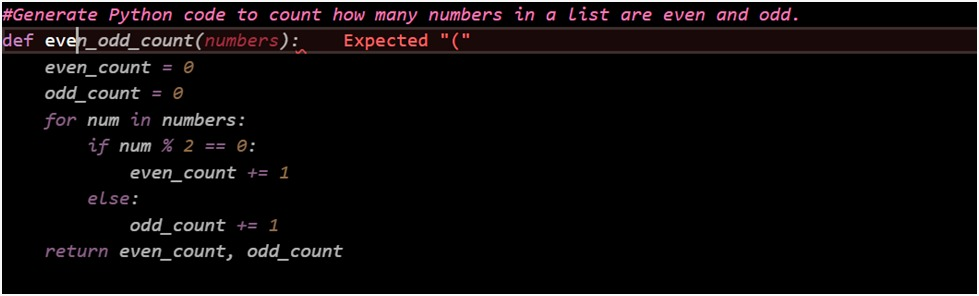 #Generate Python code to count how many numbers in a list are even and odd.
def even_odd_count(numbers): Expected "("
    even_count = 0
    odd_count = 0
    for num in numbers:
        if num % 2 == 0:
            even_count += 1
        else:
            odd_count += 1
    return even_count, odd_count